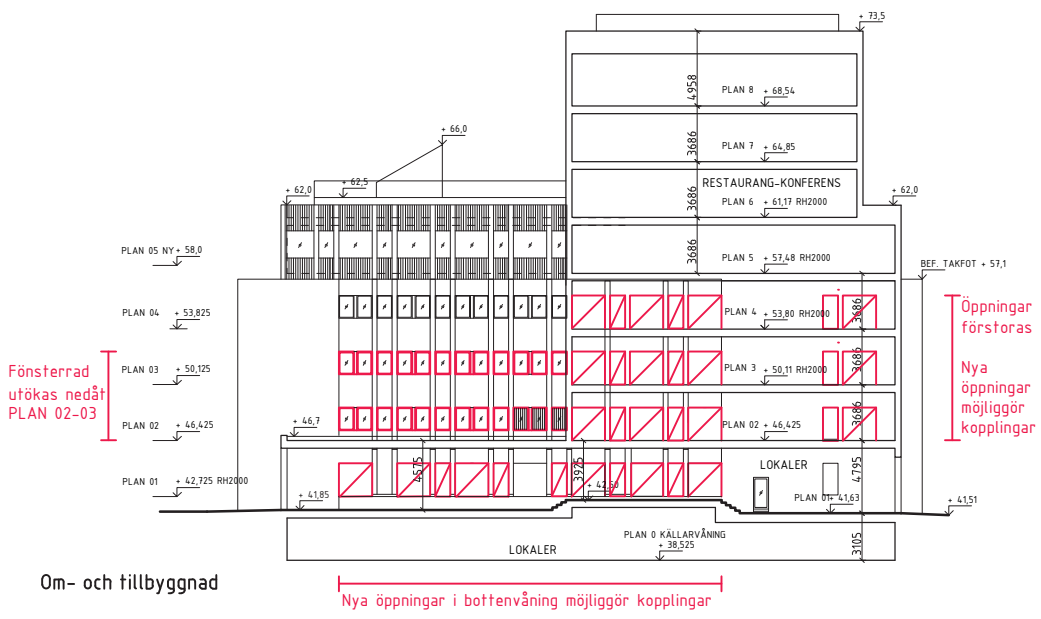 + 73,5
4958
PLAN 8 + 68,54
+ 66,0
3686
PLAN 7 + 64,85
+ 62,0
+ 62,5
RESTAURANG-KONFERENS
+ 62,0
3686
PLAN 6 + 61,17 RH2000
PLAN 05 NY + 58,0
3686
PLAN 5 + 57,48 RH2000
BEF. TAKFOT + 57,1
PLAN 04 + 53,825
PLAN 4 + 53,80 RH2000
3686
Öppningar
förstoras
Fönsterrad
utökas nedåt
PLAN 02-03
PLAN 03 + 50,125
PLAN 3 + 50,11 RH2000
3686
Nya
öppningar
möjliggör
kopplingar
PLAN 02 + 46,425
+ 46,7
PLAN 02 + 46,425
3686
4575
3925
LOKALER
4795
PLAN 01 + 42,725 RH2000
+ 41,85
PLAN 01 + 41,63
+ 41,51
PLAN 0 KÄLLARVÅNING
+ 38,525
LOKALER
3105
Om- och tillbyggnad
Nya öppningar i bottenvåning möjliggör kopplingar